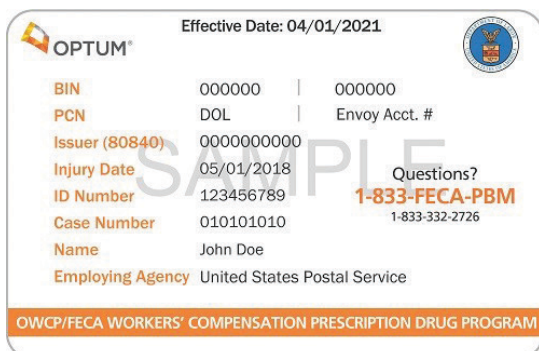 OPTUM®
Effective Date: 04/01/2021
BIN 000000 | 000000
PCN DOL | Envoy Acct. #
Issuer (80840) 0000000000
Injury Date 05/01/2018
ID Number 123456789
Case Number 010101010
Name John Doe
Employing Agency United States Postal Service
SAMPLE
Questions?
1-833-FECA-PBM
1-833-332-2726
OWCP/FECA WORKERS' COMPENSATION PRESCRIPTION DRUG PROGRAM